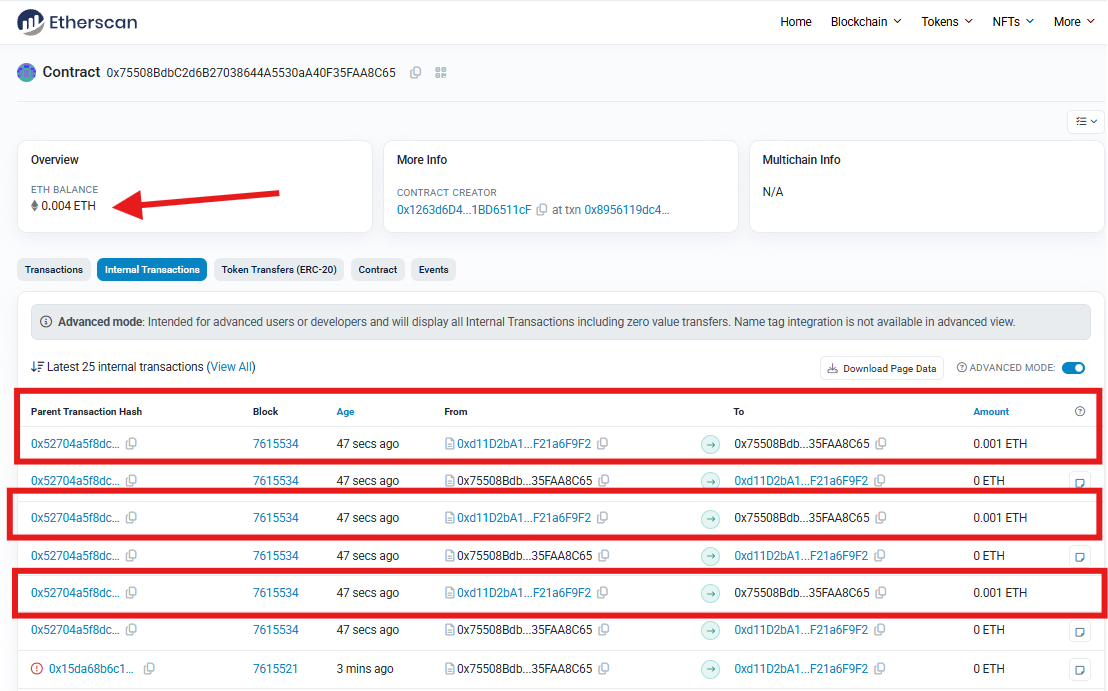 Etherscan
Home Blockchain Tokens NFTs More
Contract 0x75508BdbC2d6B27038644A5530aA40F35FAA8C65
Overview
ETH BALANCE
0.004 ETH
More Info
CONTRACT CREATOR
0x1263d6D4...1BD6511cF at txn 0x8956119dc4...
Multichain Info
N/A
Transactions Internal Transactions Token Transfers (ERC-20) Contract Events
Advanced mode: Intended for advanced users or developers and will display all Internal Transactions including zero value transfers. Name tag integration is not available in advanced view.
Latest 25 internal transactions (View All)
Download Page Data
ADVANCED MODE:
Parent Transaction Hash Block Age From To Amount
0x52704a5f8dc... 7615534 47 secs ago 0xd11D2bA1...F21a6F9F2 0x75508Bdb...35FAA8C65 0.001 ETH
0x52704a5f8dc... 7615534 47 secs ago 0x75508Bdb...35FAA8C65 0xd11D2bA1...F21a6F9F2 0 ETH
0x52704a5f8dc... 7615534 47 secs ago 0xd11D2bA1...F21a6F9F2 0x75508Bdb...35FAA8C65 0.001 ETH
0x52704a5f8dc... 7615534 47 secs ago 0x75508Bdb...35FAA8C65 0xd11D2bA1...F21a6F9F2 0 ETH
0x52704a5f8dc... 7615534 47 secs ago 0xd11D2bA1...F21a6F9F2 0x75508Bdb...35FAA8C65 0.001 ETH
0x52704a5f8dc... 7615534 47 secs ago 0x75508Bdb...35FAA8C65 0xd11D2bA1...F21a6F9F2 0 ETH
0x15da68b6c1... 7615521 3 mins ago 0x75508Bdb...35FAA8C65 0xd11D2bA1...F21a6F9F2 0 ETH